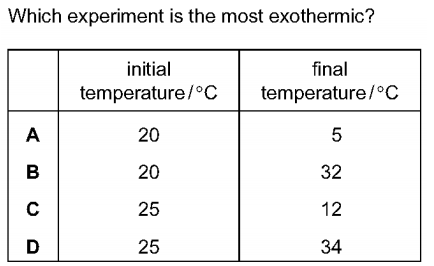 Which experiment is the most exothermic?
initial temperature/°C final temperature/°C
A 20 5
B 20 32
C 25 12
D 25 34